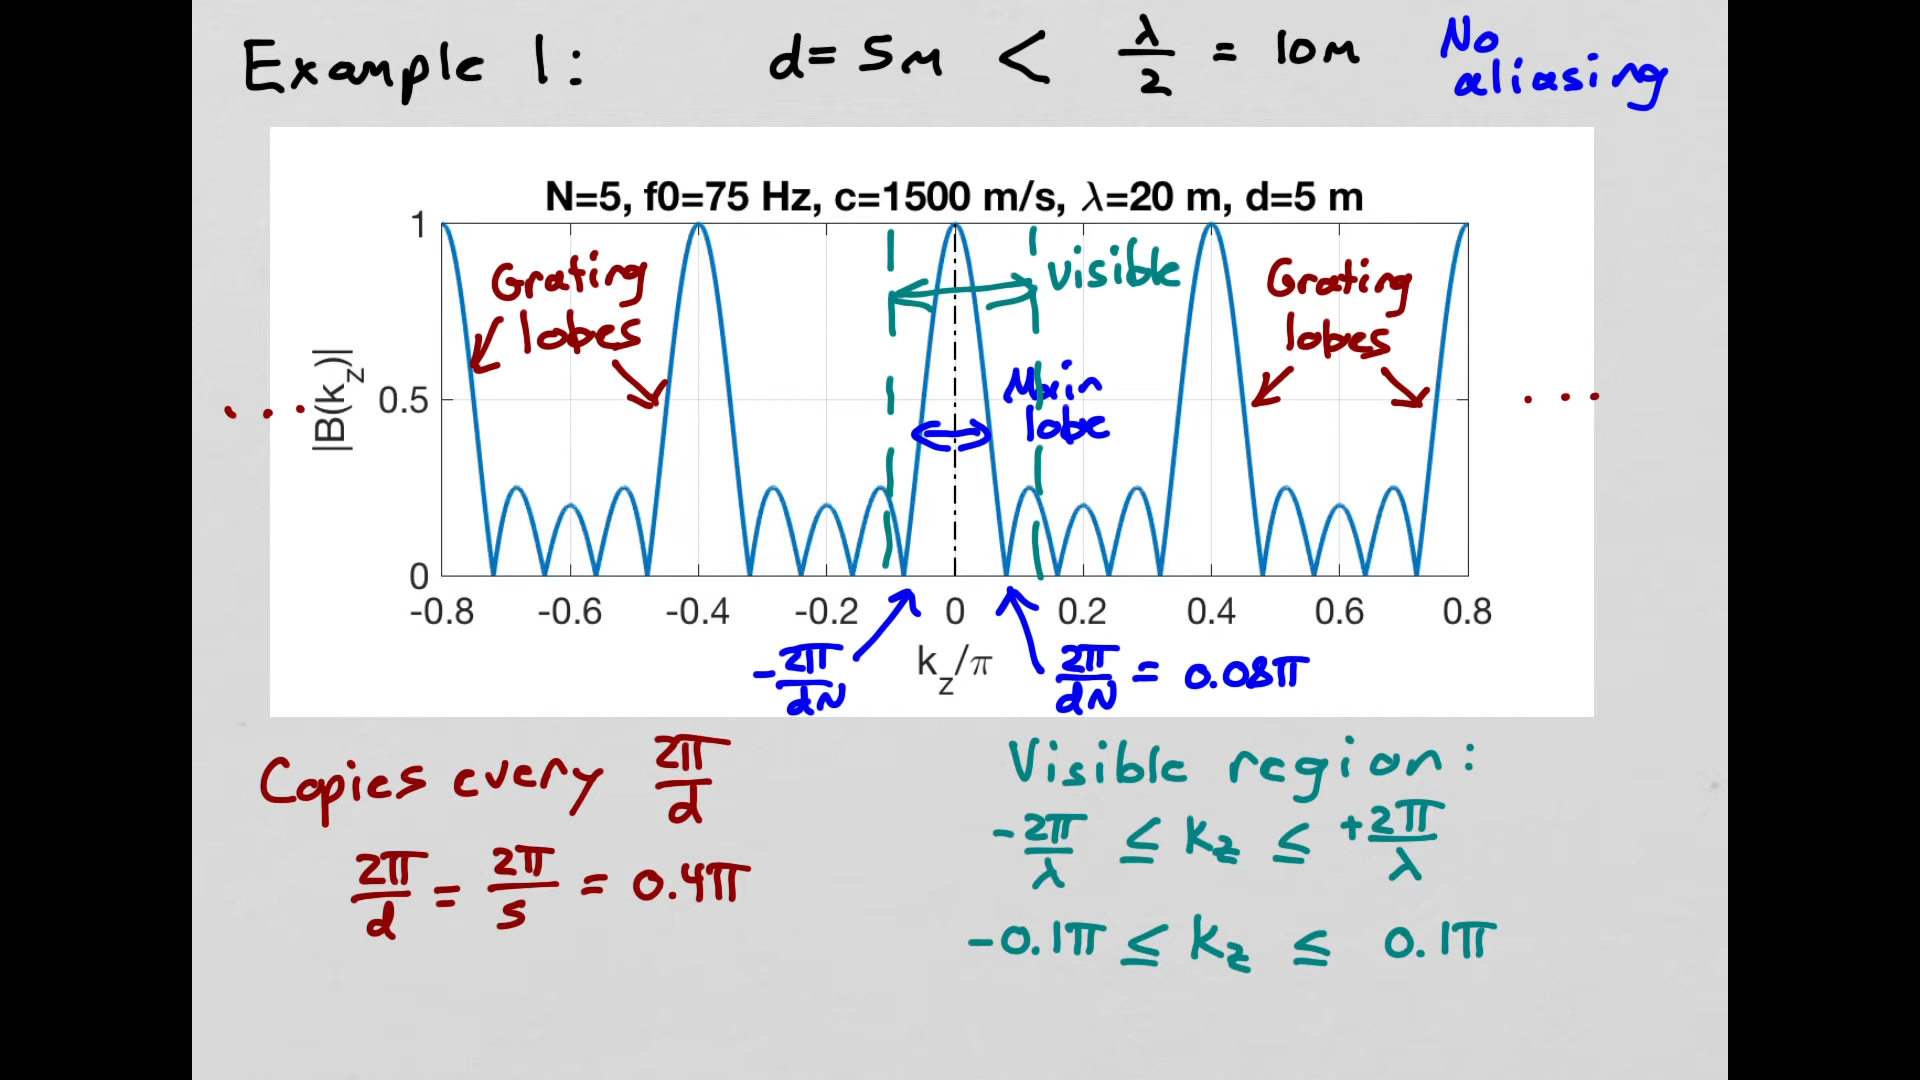 Example 1: d = 5m < λ/2 = 10m No aliasing
N=5, f0=75 Hz, c=1500 m/s, λ=20 m, d=5 m
1
0.5
0
|B(k_z)|
Grating lobes
visible
Main lobe
Grating lobes
-0.8 -0.6 -0.4 -0.2 0 0.2 0.4 0.6 0.8
k_z/π
-2π/dN
2π/dN = 0.08π
Copies every 2π/d
2π/d = 2π/5 = 0.4π
Visible region:
-2π/λ ≤ k_z ≤ +2π/λ
-0.1π ≤ k_z ≤ 0.1π